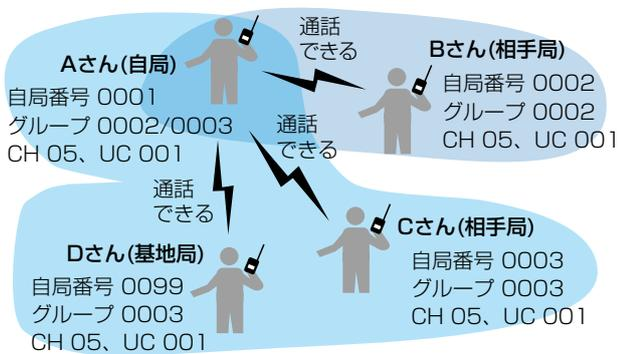 Aさん(自局)
自局番号 0001
グループ 0002/0003
CH 05、UC 001
通話
できる
Bさん(相手局)
自局番号 0002
グループ 0002
CH 05、UC 001
通話
できる
通話
できる
Cさん(相手局)
自局番号 0003
グループ 0003
CH 05、UC 001
Dさん(基地局)
自局番号 0099
グループ 0003
CH 05、UC 001